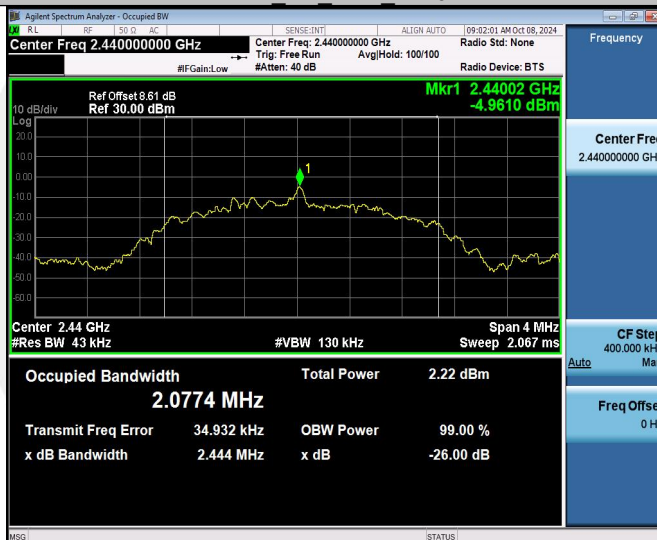 Agilent Spectrum Analyzer - Occupied BW
RL RF 50 Ω AC SENSE:INT ALIGN AUTO 09:02:01 AM Oct 08, 2024
Center Freq 2.440000000 GHz Center Freq: 2.440000000 GHz Radio Std: None Frequency
Trig: Free Run Avg|Hold: 100/100
#IFGain:Low #Atten: 40 dB Radio Device: BTS
Ref Offset 8.61 dB Mkr1 2.44002 GHz
10 dB/div Ref 30.00 dBm -4.9610 dBm
Log
20.0
10.0
0.00
-10.0
-20.0
-30.0
-40.0
-50.0
-60.0
1
Center Fre
2.440000000 GH
Center 2.44 GHz Span 4 MHz
#Res BW 43 kHz #VBW 130 kHz Sweep 2.067 ms
CF Ste
400.000 kH
Auto Ma
Occupied Bandwidth Total Power 2.22 dBm
2.0774 MHz
Freq Offse
0 H
Transmit Freq Error 34.932 kHz OBW Power 99.00 %
x dB Bandwidth 2.444 MHz x dB -26.00 dB
MSG STATUS